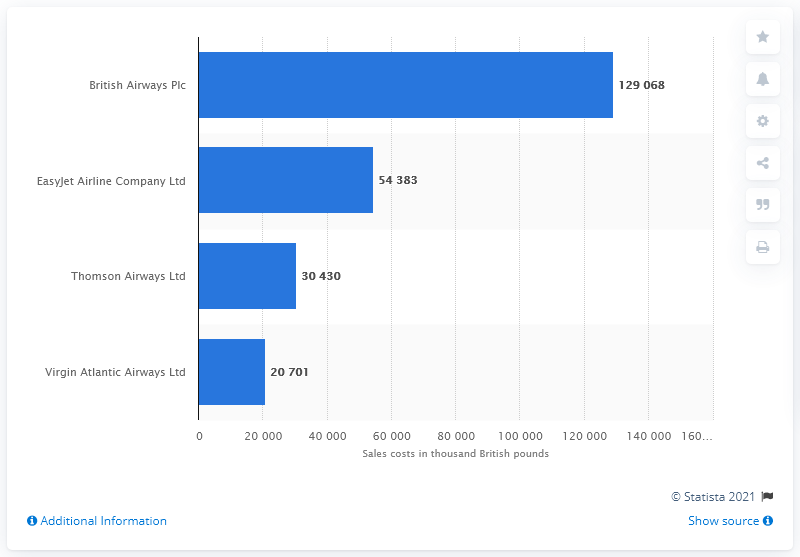 British Airways Plc
129 068
EasyJet Airline Company Ltd
54 383
Thomson Airways Ltd
30 430
Virgin Atlantic Airways Ltd
20 701
0 20 000 40 000 60 000 80 000 100 000 120 000 140 000 160...
Sales costs in thousand British pounds
© Statista 2021
Additional Information
Show source